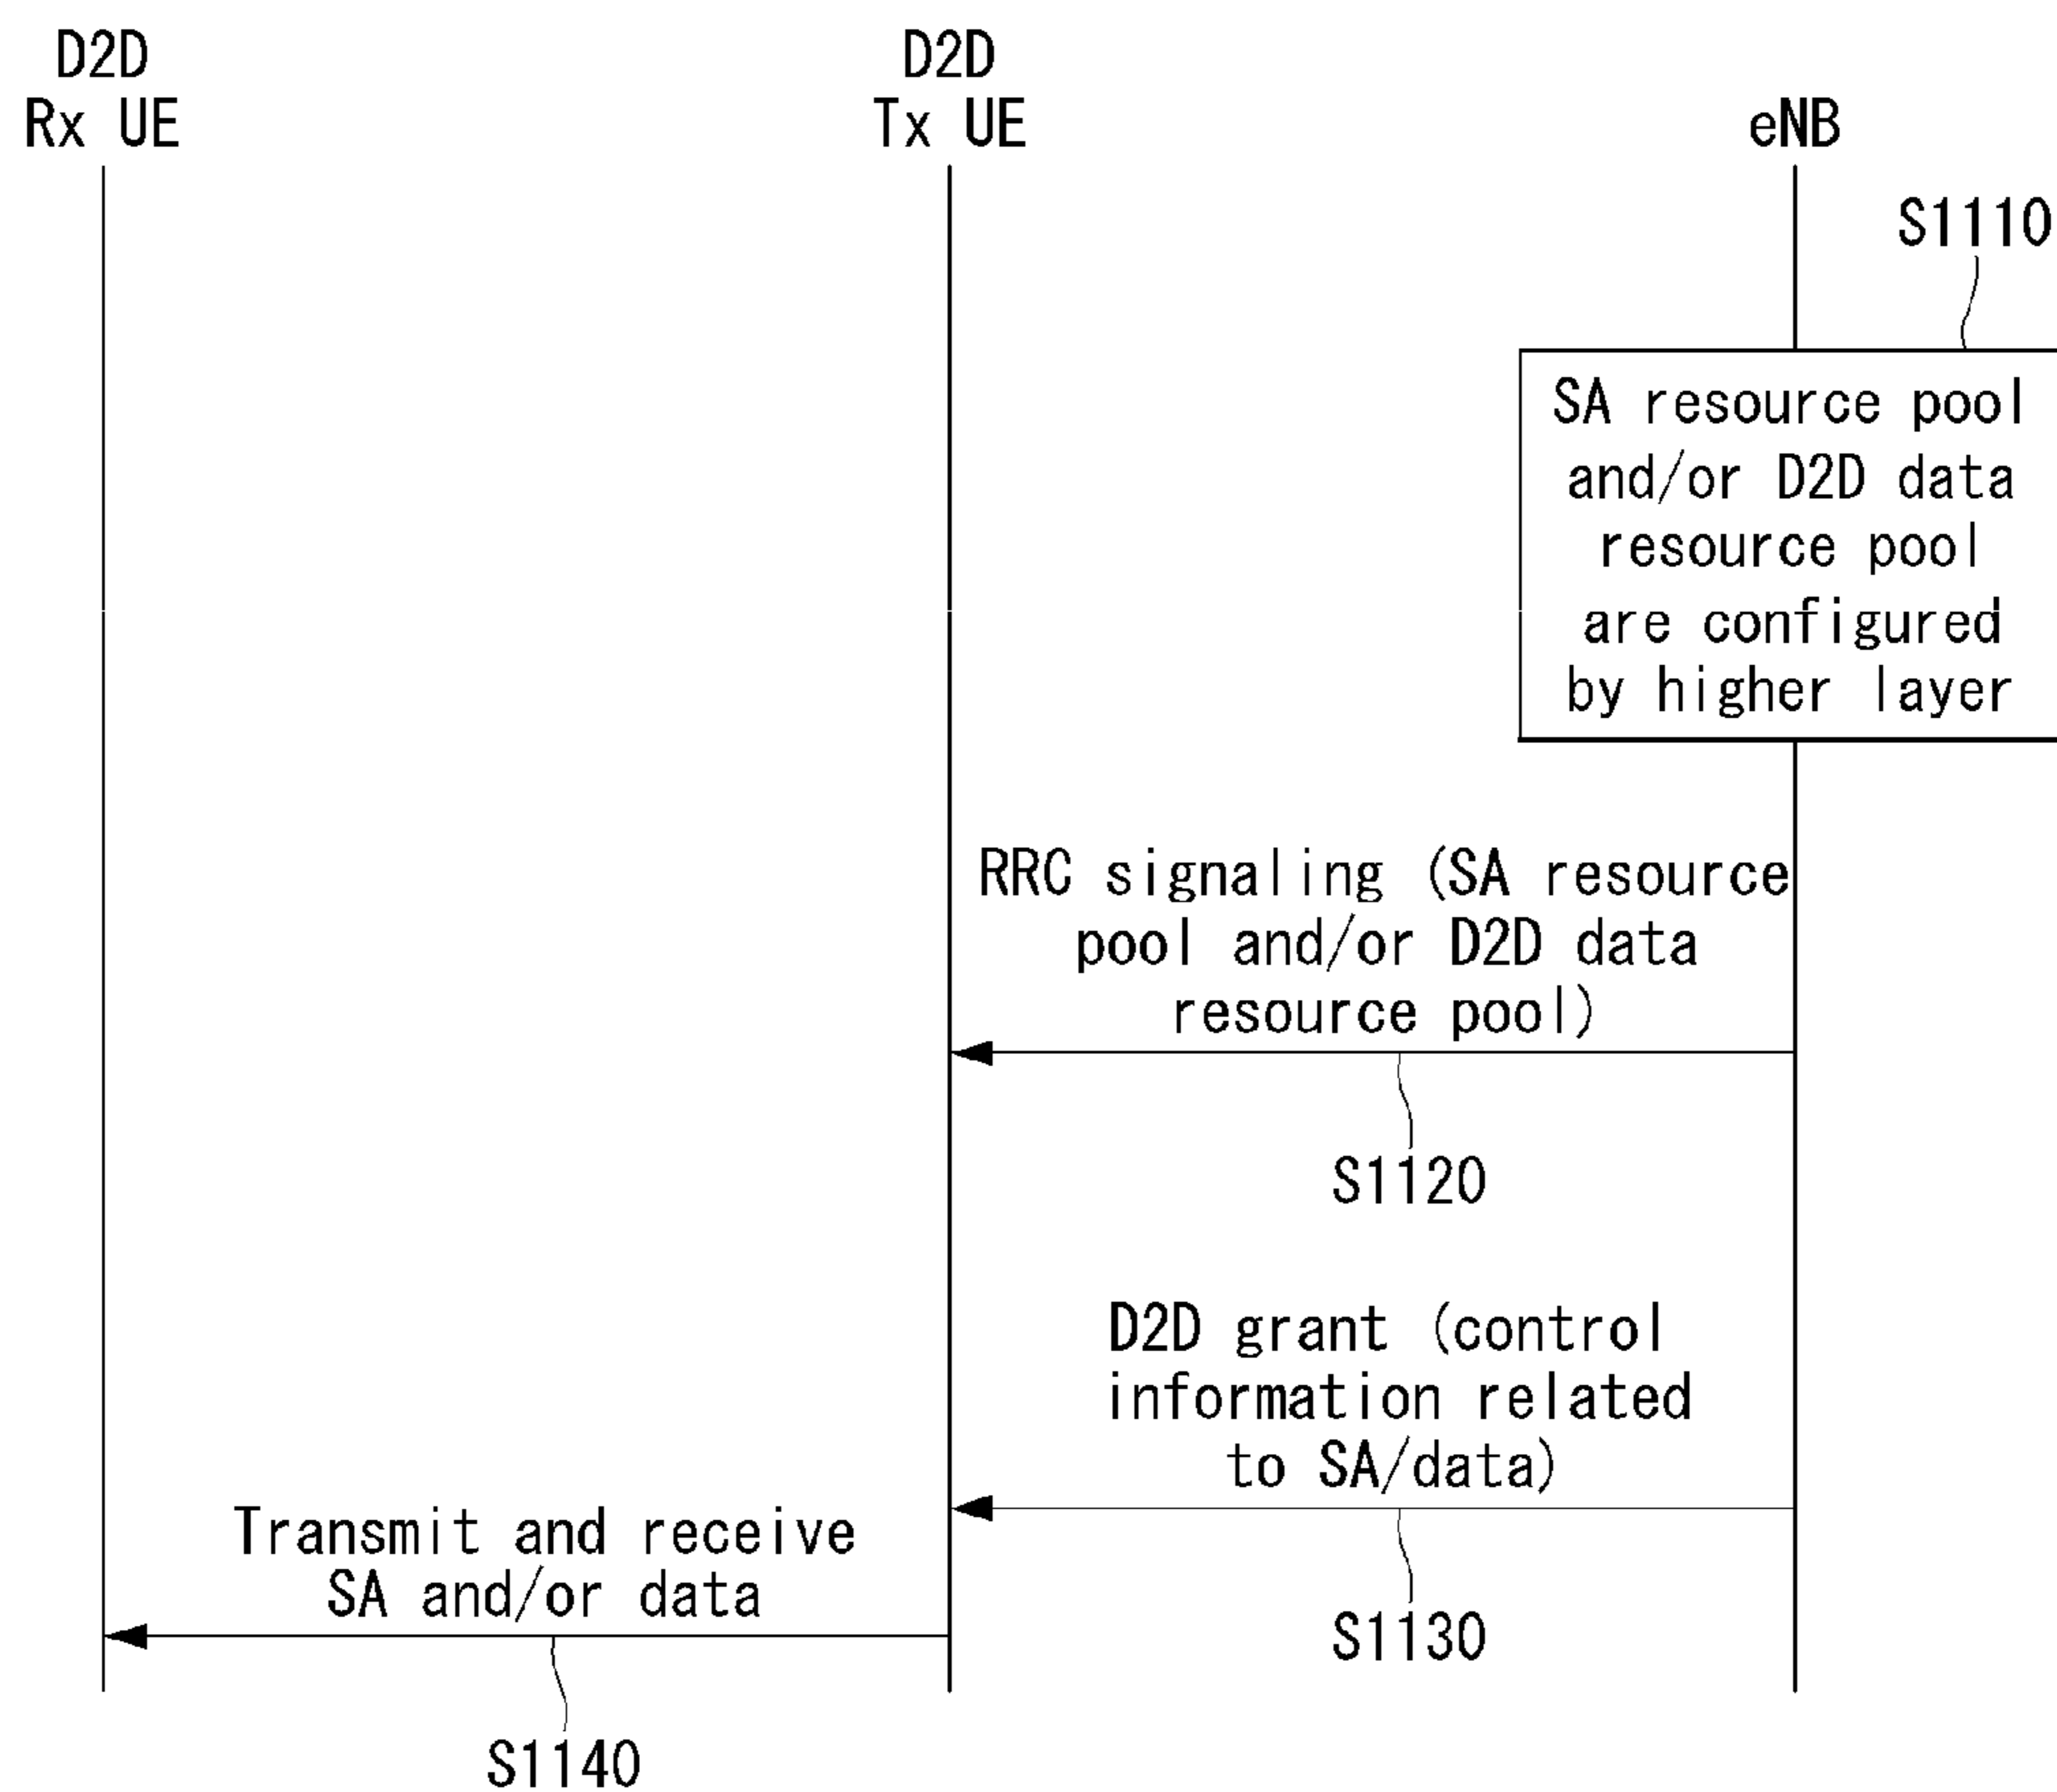 D2D
Rx UE
D2D
Tx UE
eNB
S1110
SA resource pool
and/or D2D data
resource pool
are configured
by higher layer
RRC signaling (SA resource
pool and/or D2D data
resource pool)
S1120
D2D grant (control
information related
to SA/data)
S1130
Transmit and receive
SA and/or data
S1140